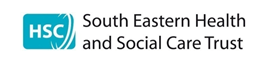 HSC
South Eastern Health
and Social Care Trust